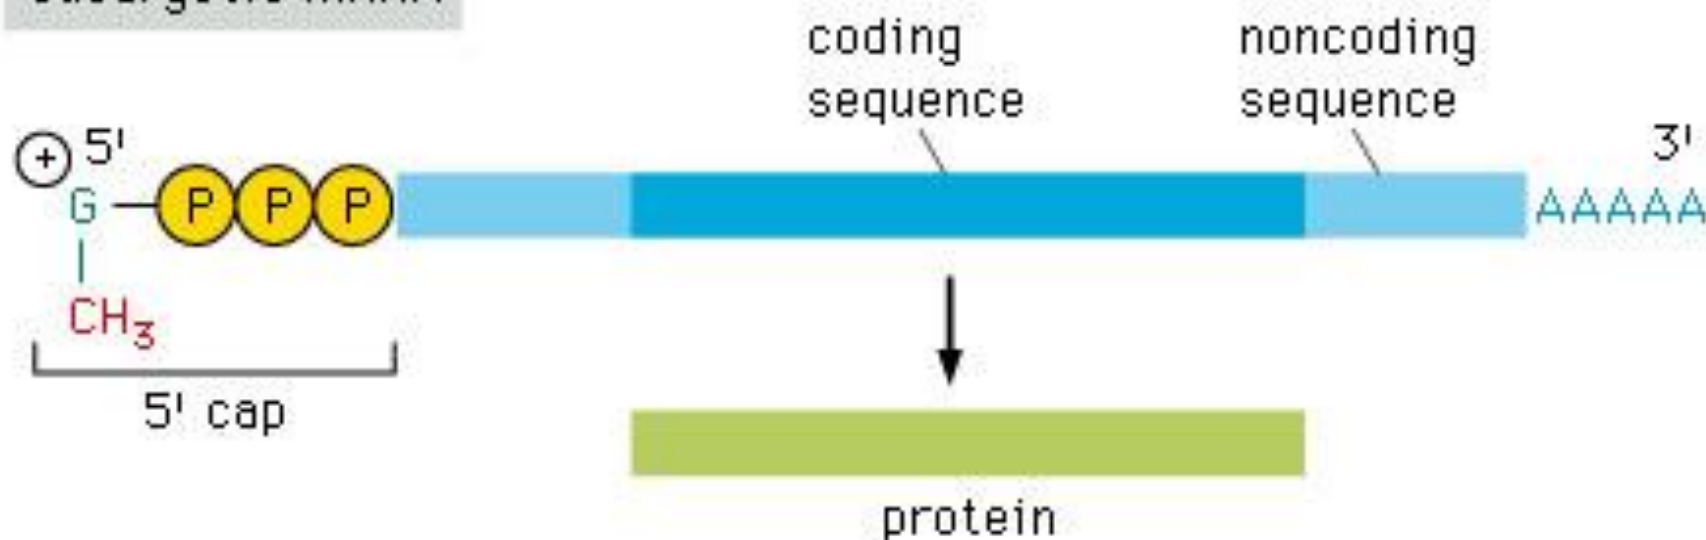 coding
sequence
noncoding
sequence
5'
3'
+
G
P P P
AAAAA
CH3
5' cap
protein